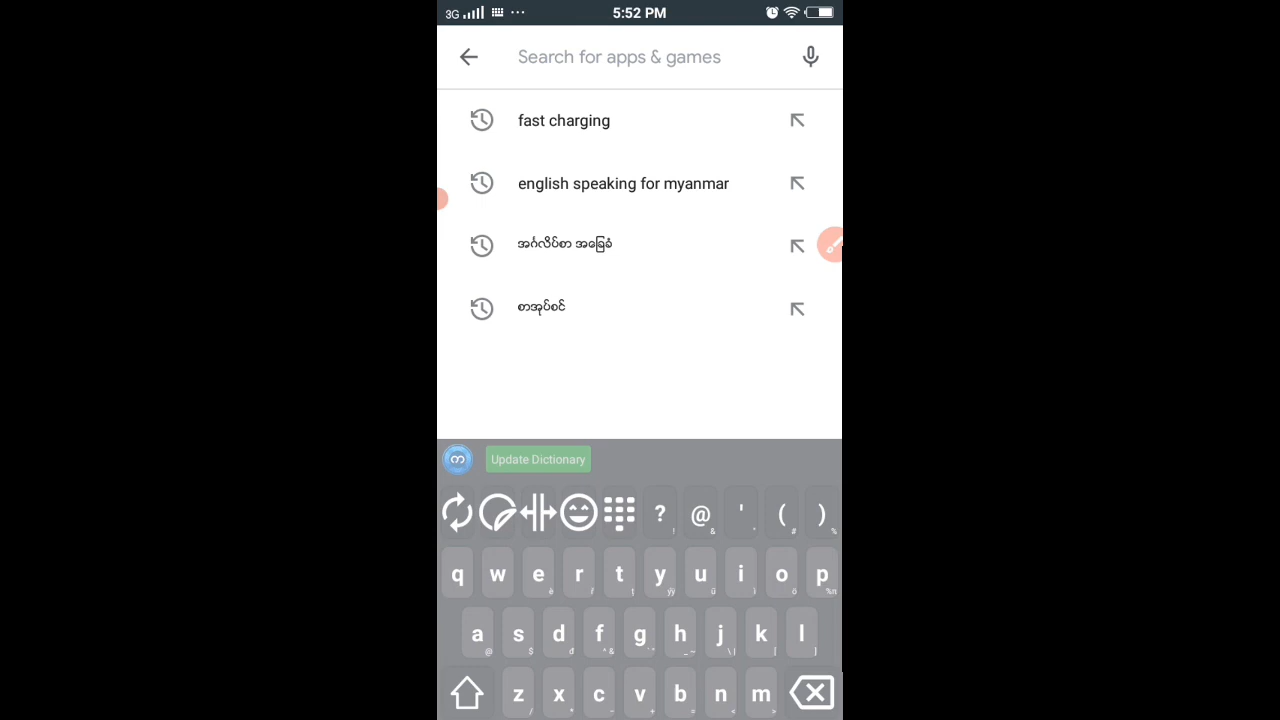 3G 5:52 PM
Search for apps & games
fast charging
english speaking for myanmar
အင်္ဂလိပ်စာ အခြေခံ
စာအုပ်စင်
က Update Dictionary
? @ ' ( )
! & " # %
q w e r t y u i o p
a s d f g h j k l
z x c v b n m